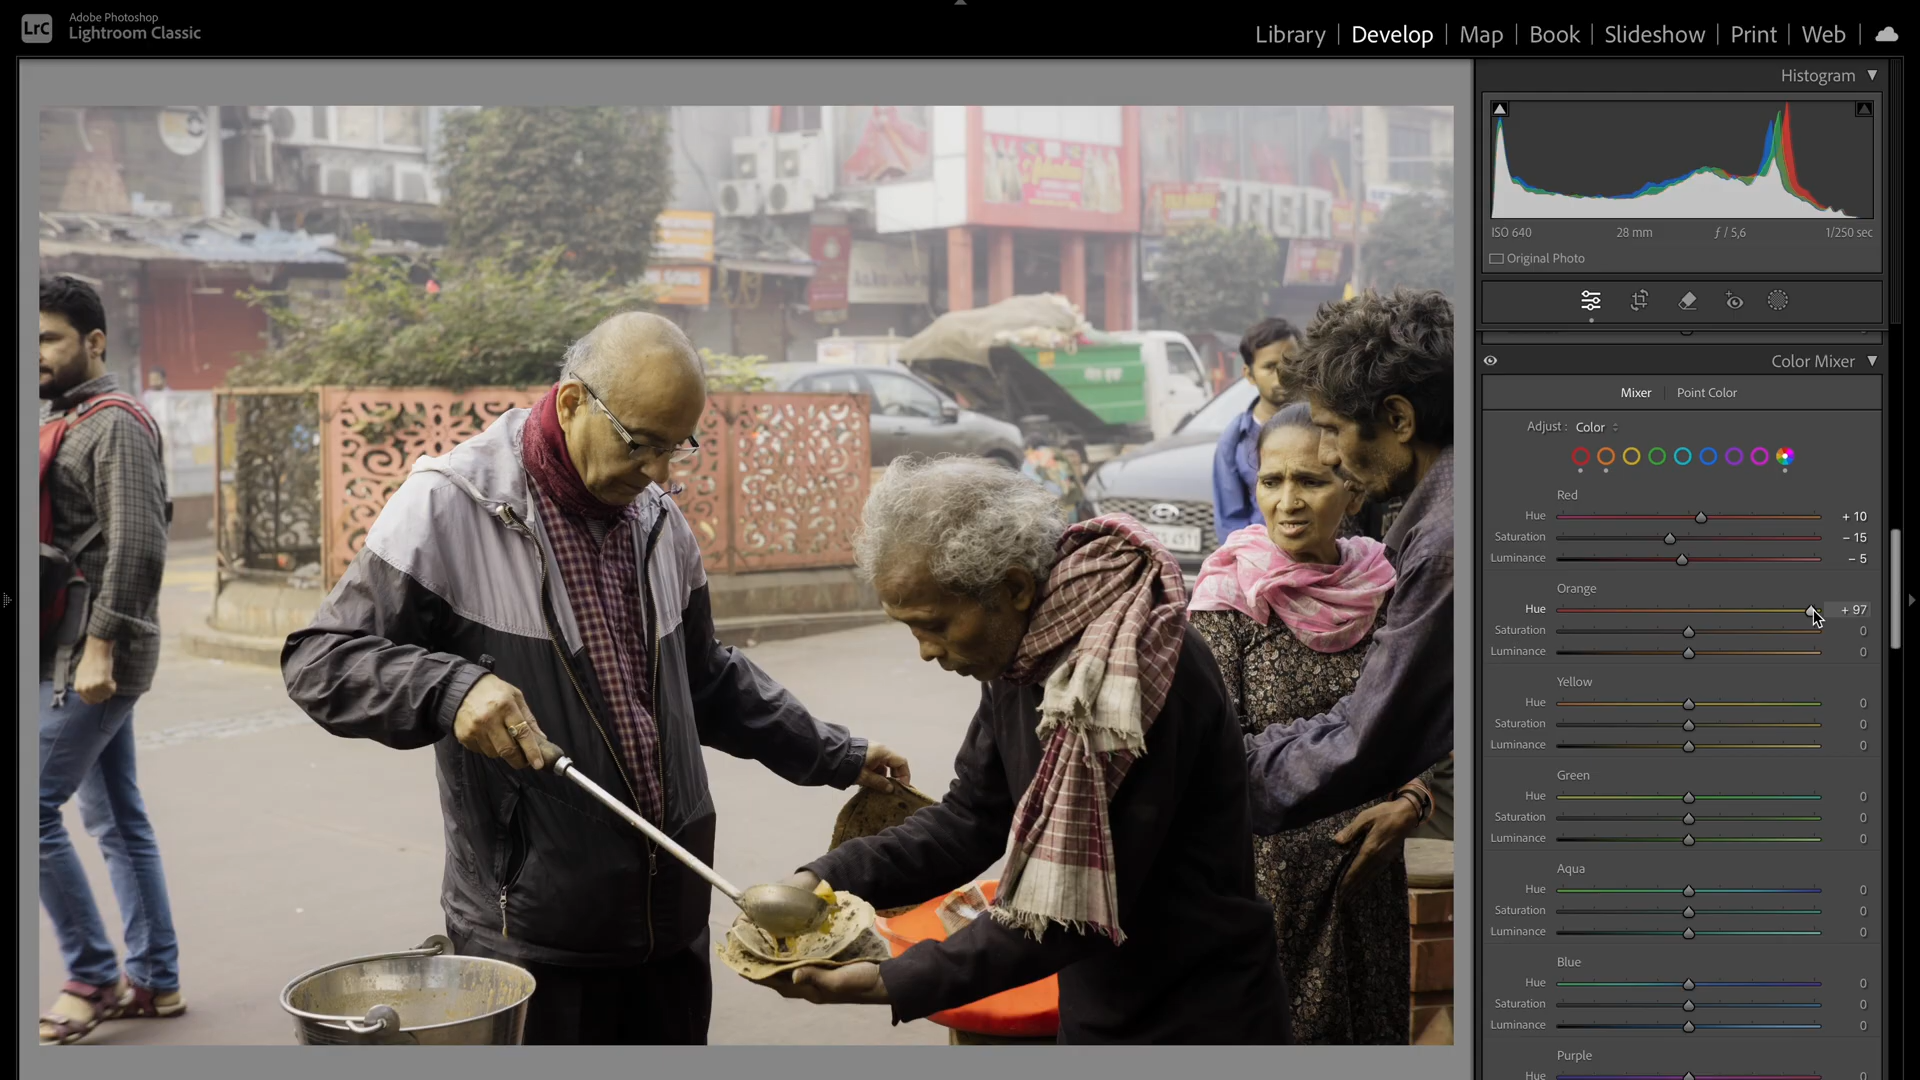 LrC
Adobe Photoshop
Lightroom Classic
Library | Develop | Map | Book | Slideshow | Print | Web
Histogram
ISO 640 28 mm ƒ / 5,6 1/250 sec
Original Photo
Color Mixer
Mixer | Point Color
Adjust : Color
Red
Hue + 10
Saturation – 15
Luminance – 5
Orange
Hue + 97
Saturation 0
Luminance 0
Yellow
Hue 0
Saturation 0
Luminance 0
Green
Hue 0
Saturation 0
Luminance 0
Aqua
Hue 0
Saturation 0
Luminance 0
Blue
Hue 0
Saturation 0
Luminance 0
Purple
Hue